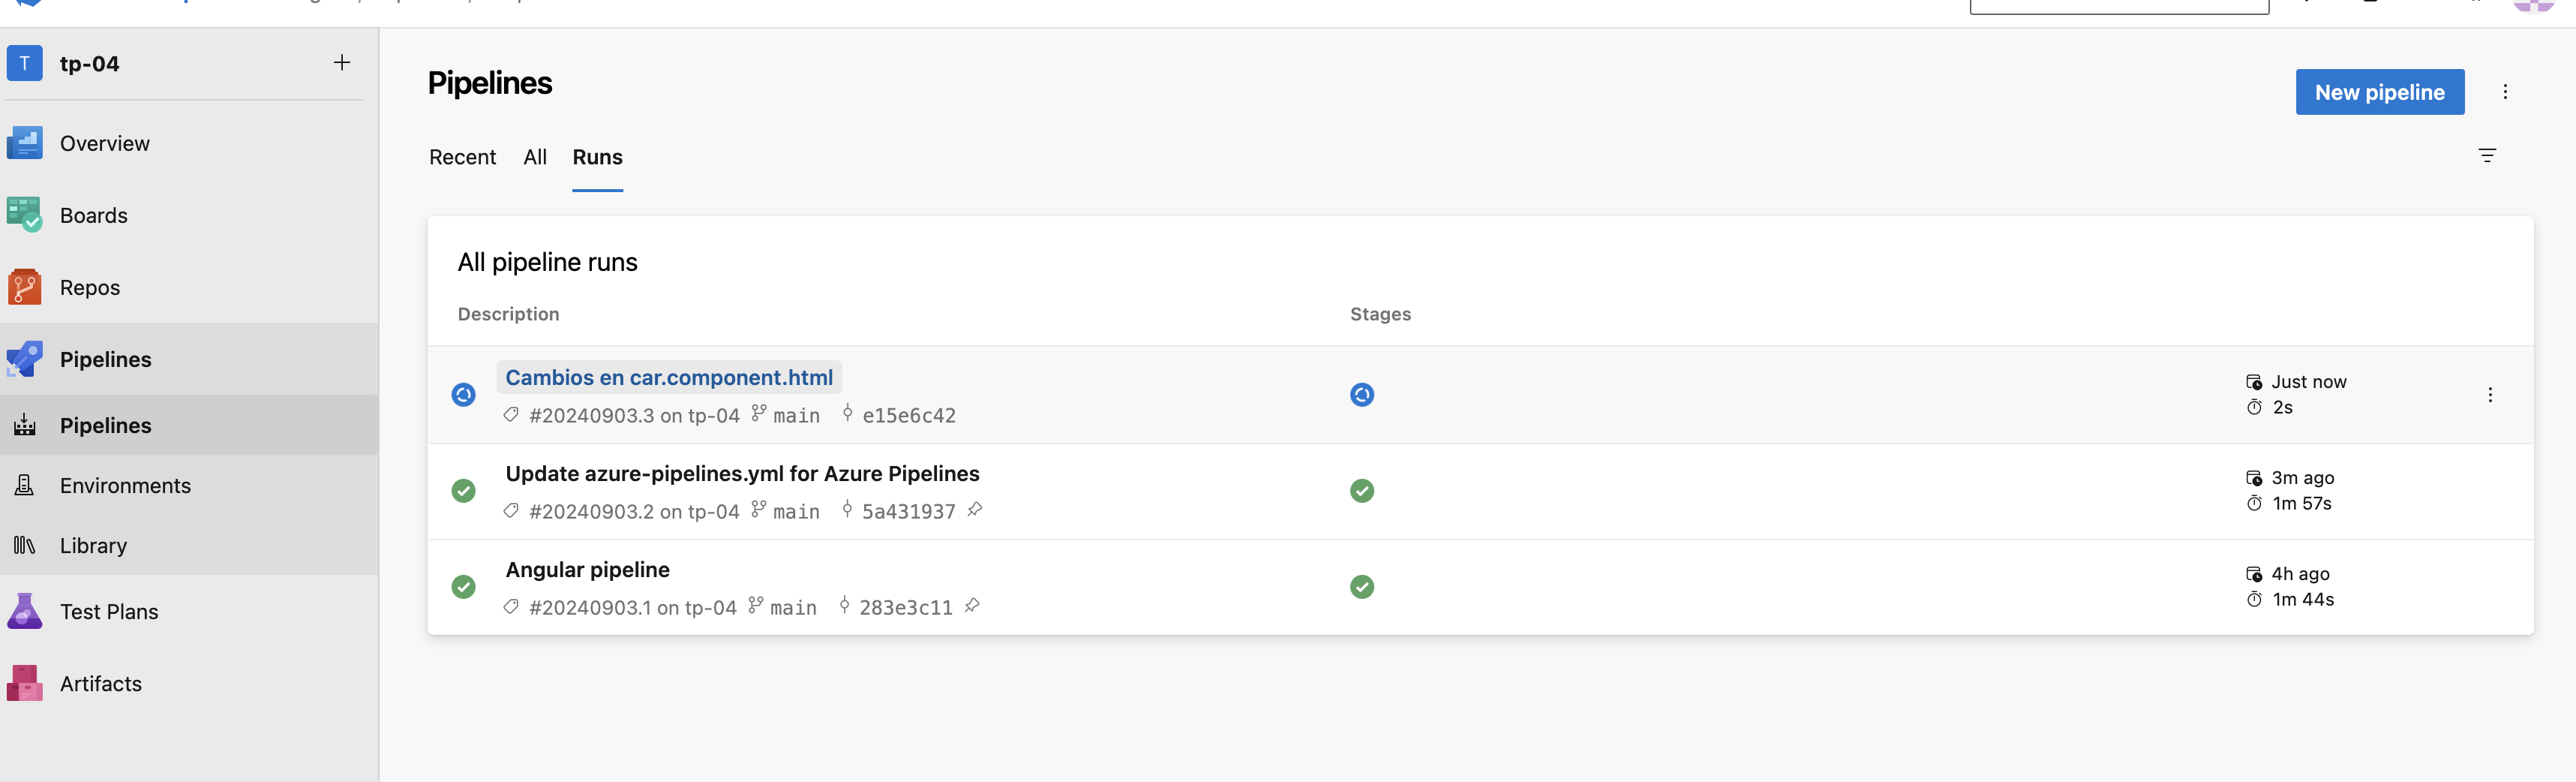 T tp-04 +
Overview
Boards
Repos
Pipelines
Pipelines
Environments
Library
Test Plans
Artifacts
Pipelines
New pipeline
Recent All Runs
All pipeline runs
Description Stages
Cambios en car.component.html
#20240903.3 on tp-04 main e15e6c42
Just now
2s
Update azure-pipelines.yml for Azure Pipelines
#20240903.2 on tp-04 main 5a431937
3m ago
1m 57s
Angular pipeline
#20240903.1 on tp-04 main 283e3c11
4h ago
1m 44s